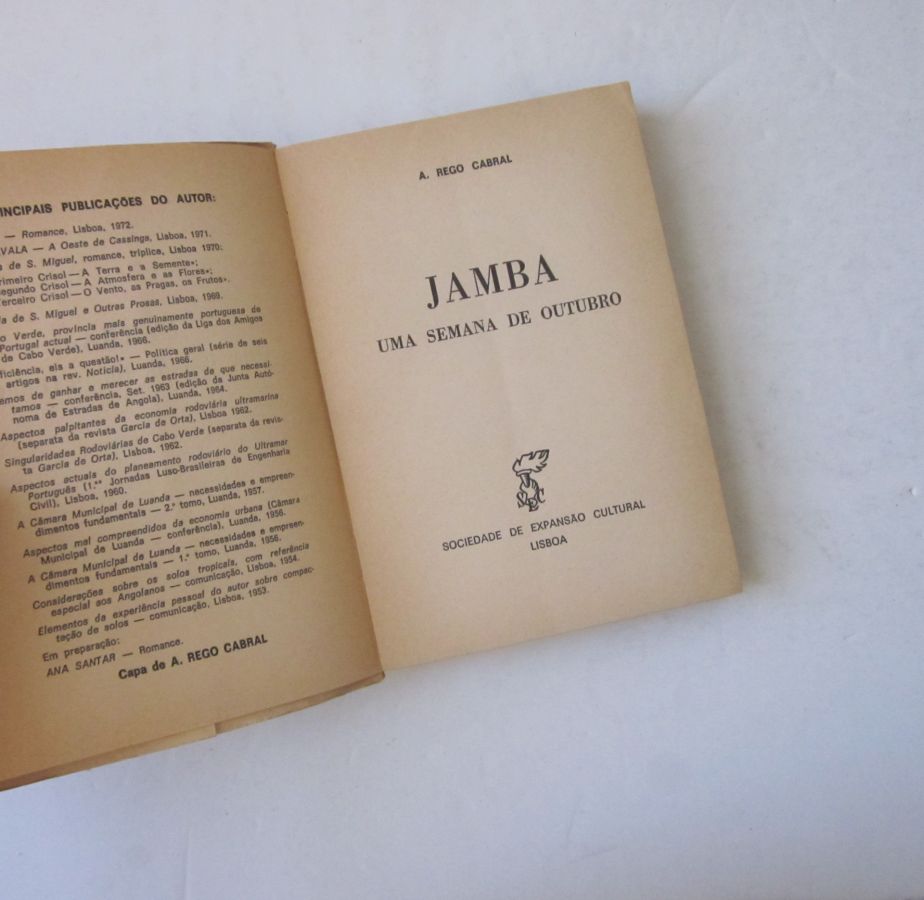 INCIPAIS PUBLICAÇÕES DO AUTOR:
— Romance, Lisboa, 1972.
VALA — A Oeste de Cassinga, Lisboa, 1971.
de S. Miguel, romance, tríplice, Lisboa 1970:
rimeiro Crisol — A Terra e a Semente»;
egundo Crisol — A Atmosfera e as Flores»;
erceiro Crisol — O Vento, as Pragas, os Frutos».
a de S. Miguel e Outras Prosas, Lisboa, 1969.
o Verde, província mais genuinamente portuguesa de
Portugal actual — conferência (edição da Liga dos Amigos
de Cabo Verde), Luanda, 1966.
ficiência, eis a questão!» — Política geral (série de seis
artigos na rev. Notícia), Luanda, 1966.
emos de ganhar e merecer as estradas de que necessi-
tamos — conferência, Set. 1963 (edição da Junta Autó-
noma de Estradas de Angola), Luanda, 1964.
Aspectos palpitantes da economia rodoviária ultramarina
(separata da revista Garcia de Orta), Lisboa 1962.
Singularidades Rodoviárias de Cabo Verde (separata da revis-
ta Garcia de Orta), Lisboa, 1962.
Aspectos actuais do planeamento rodoviário do Ultramar
Português (1.ªs Jornadas Luso-Brasileiras de Engenharia
Civil), Lisboa, 1960.
A Câmara Municipal de Luanda — necessidades e empreen-
dimentos fundamentais — 2.º tomo, Luanda, 1957.
Aspectos mal compreendidos da economia urbana (Câmara
Municipal de Luanda — conferência), Luanda, 1956.
A Câmara Municipal de Luanda — necessidades e empreen-
dimentos fundamentais — 1.º tomo, Luanda, 1956.
Considerações sobre os solos tropicais, com referência
especial aos Angolanos — comunicação, Lisboa, 1954.
Elementos da experiência pessoal do autor sobre compac-
tação de solos — comunicação, Lisboa, 1953.
Em preparação:
ANA SANTAR — Romance.
Capa de A. REGO CABRAL
A. REGO CABRAL
JAMBA
UMA SEMANA DE OUTUBRO
SOCIEDADE DE EXPANSÃO CULTURAL
LISBOA